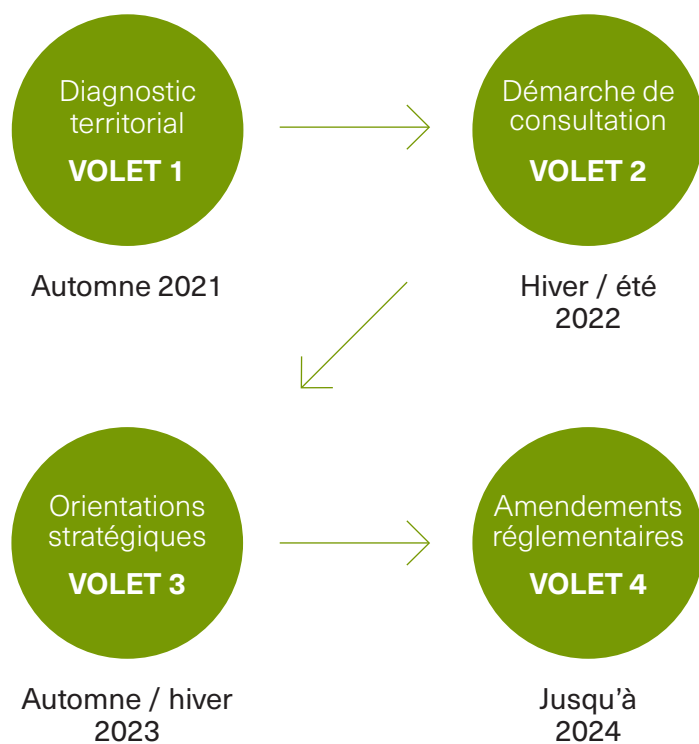 Diagnostic
territorial
VOLET 1
Automne 2021
Démarche de
consultation
VOLET 2
Hiver / été
2022
Orientations
stratégiques
VOLET 3
Automne / hiver
2023
Amendements
réglementaires
VOLET 4
Jusqu’à
2024